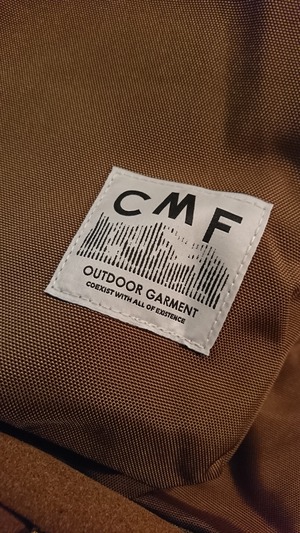 CMF
OUTDOOR GARMENT
COEXIST WITH ALL OF EXISTENCE